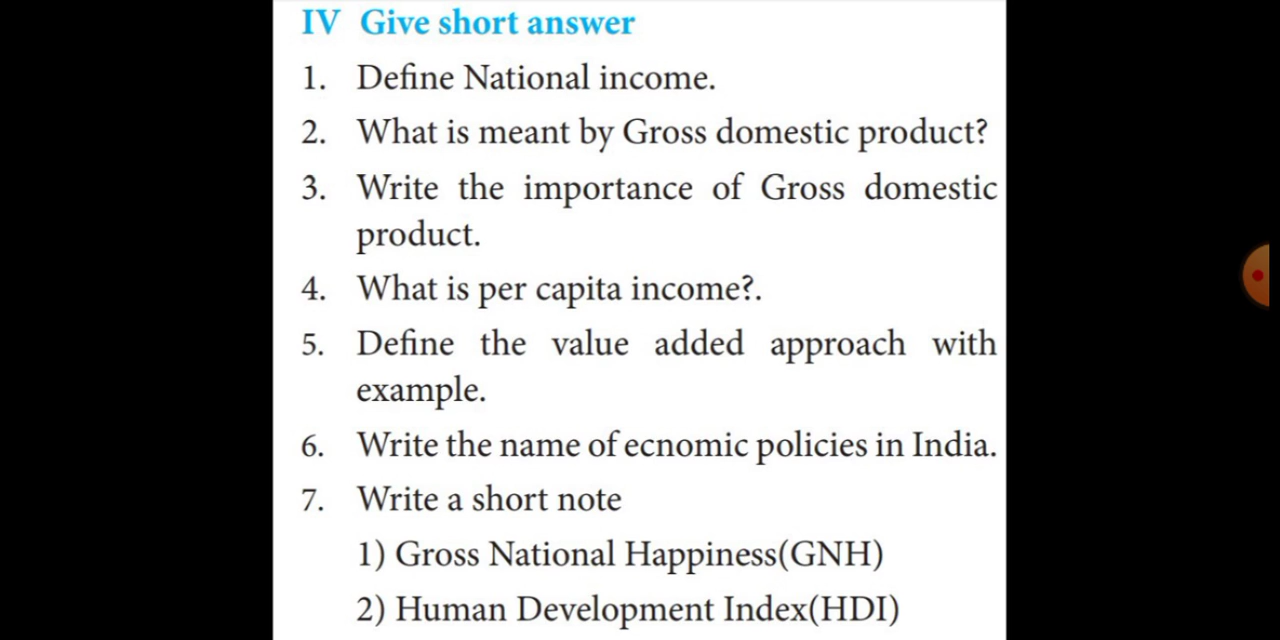 IV Give short answer
1. Define National income.
2. What is meant by Gross domestic product?
3. Write the importance of Gross domestic
product.
4. What is per capita income?.
5. Define the value added approach with
example.
6. Write the name of ecnomic policies in India.
7. Write a short note
1) Gross National Happiness(GNH)
2) Human Development Index(HDI)